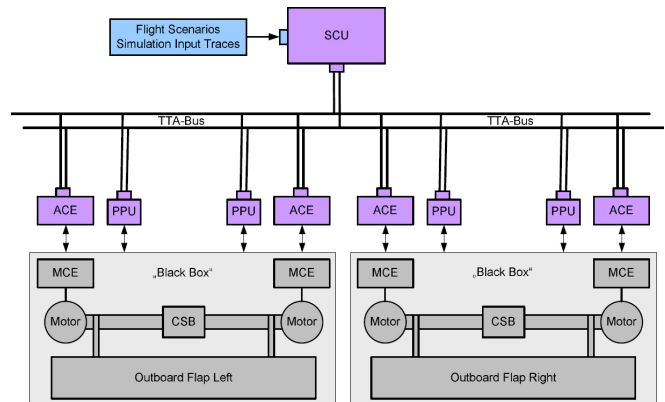 Flight Scenarios
Simulation Input Traces
SCU
TTA-Bus
TTA-Bus
ACE
PPU
PPU
ACE
ACE
PPU
PPU
ACE
MCE
„Black Box“
MCE
MCE
„Black Box“
MCE
Motor
CSB
Motor
Motor
CSB
Motor
Outboard Flap Left
Outboard Flap Right